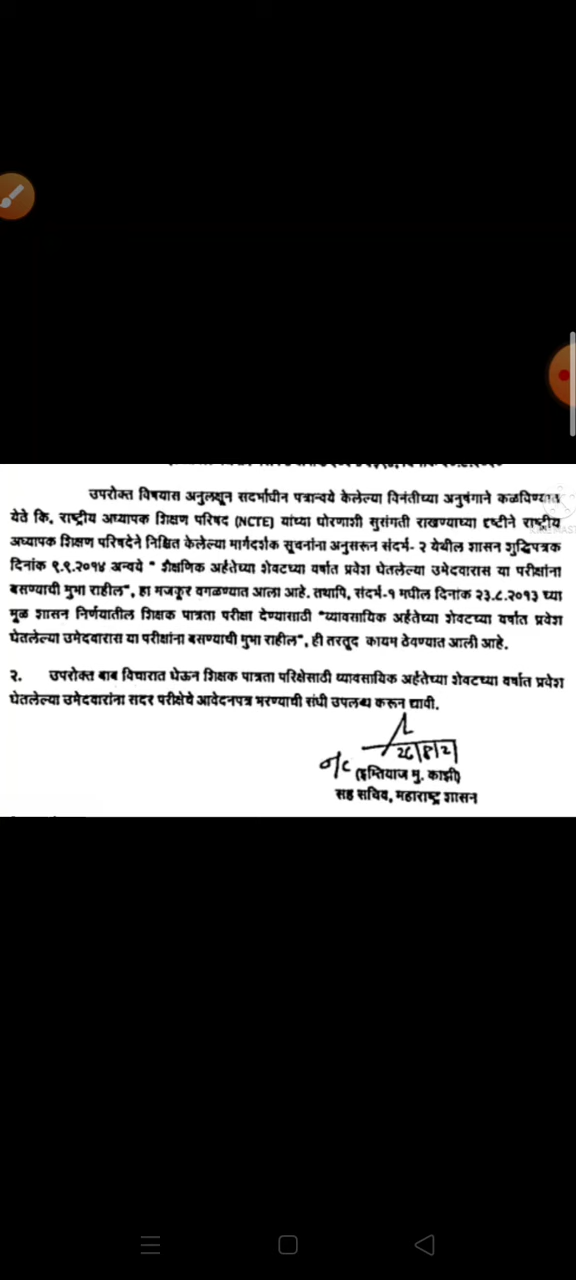 उपरोक्त विषयास अनुलक्षून सदर्भाधीन पत्रान्वये केलेल्या विनंतीच्या अनुषंगाने कळविण्यात
येते कि, राष्ट्रीय अध्यापक शिक्षण परिषद (NCTE) यांच्या धोरणाशी सुसंगती राखण्याच्या दृष्टीने राष्ट्रीय
अध्यापक शिक्षण परिषदेने निश्चित केलेल्या मार्गदर्शक सूचनांना अनुसरून संदर्भ- २ येथील शासन शुद्धिपत्रक
दिनांक ९.९.२०१४ अन्वये " शैक्षणिक अर्हतेच्या शेवटच्या वर्षात प्रवेश घेतलेल्या उमेदवारास या परीक्षांना
बसण्याची मुभा राहील", हा मजकूर वगळण्यात आला आहे. तथापि, संदर्भ-१ मधील दिनांक २३.८.२०१३ च्या
मूळ शासन निर्णयातील शिक्षक पात्रता परीक्षा देण्यासाठी "व्यावसायिक अर्हतेच्या शेवटच्या वर्षात प्रवेश
घेतलेल्या उमेदवारास या परीक्षांना बसण्याची मुभा राहील", ही तरतूद कायम ठेवण्यात आली आहे.
२. उपरोक्त बाब विचारात घेऊन शिक्षक पात्रता परिक्षेसाठी व्यावसायिक अर्हतेच्या शेवटच्या वर्षात प्रवेश
घेतलेल्या उमेदवारांना सदर परीक्षेचे आवेदनपत्र भरण्याची संधी उपलब्ध करून द्यावी.
26|8|21
o/c (इम्तियाज मु. काझी)
सह सचिव, महाराष्ट्र शासन